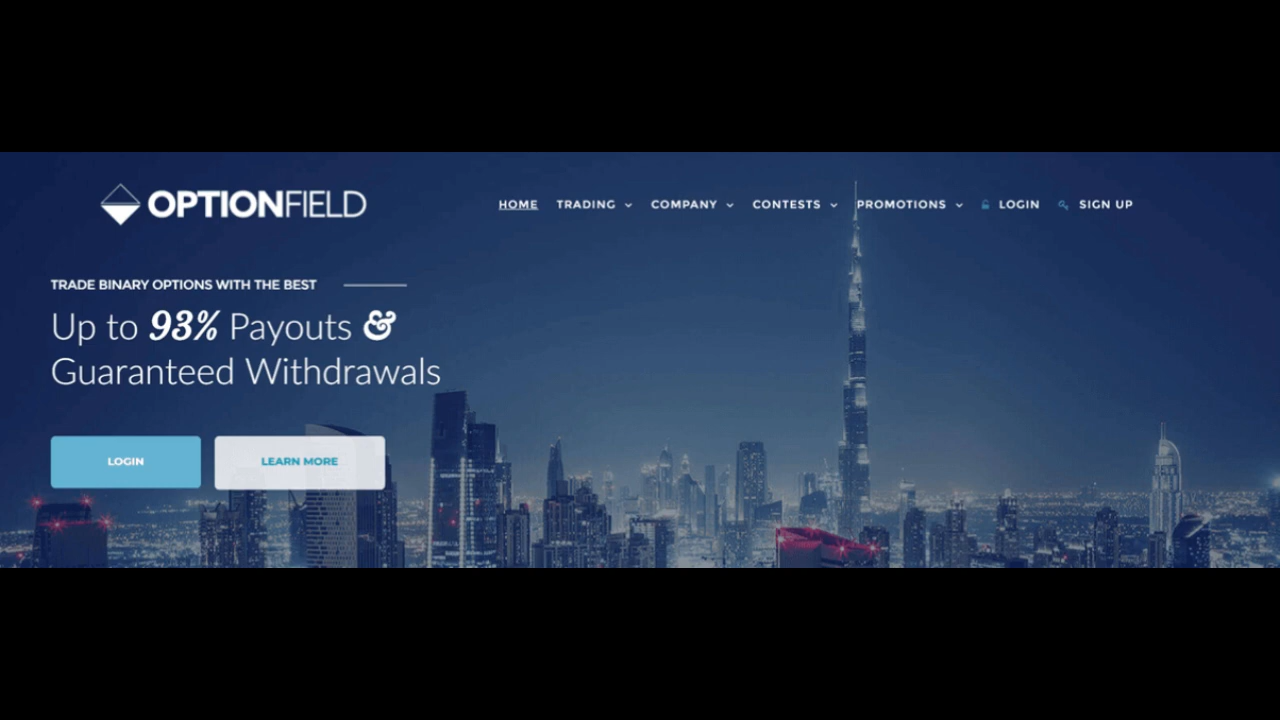 OPTIONFIELD
HOME TRADING COMPANY CONTESTS PROMOTIONS LOGIN SIGN UP
TRADE BINARY OPTIONS WITH THE BEST
Up to 93% Payouts &
Guaranteed Withdrawals
LOGIN LEARN MORE